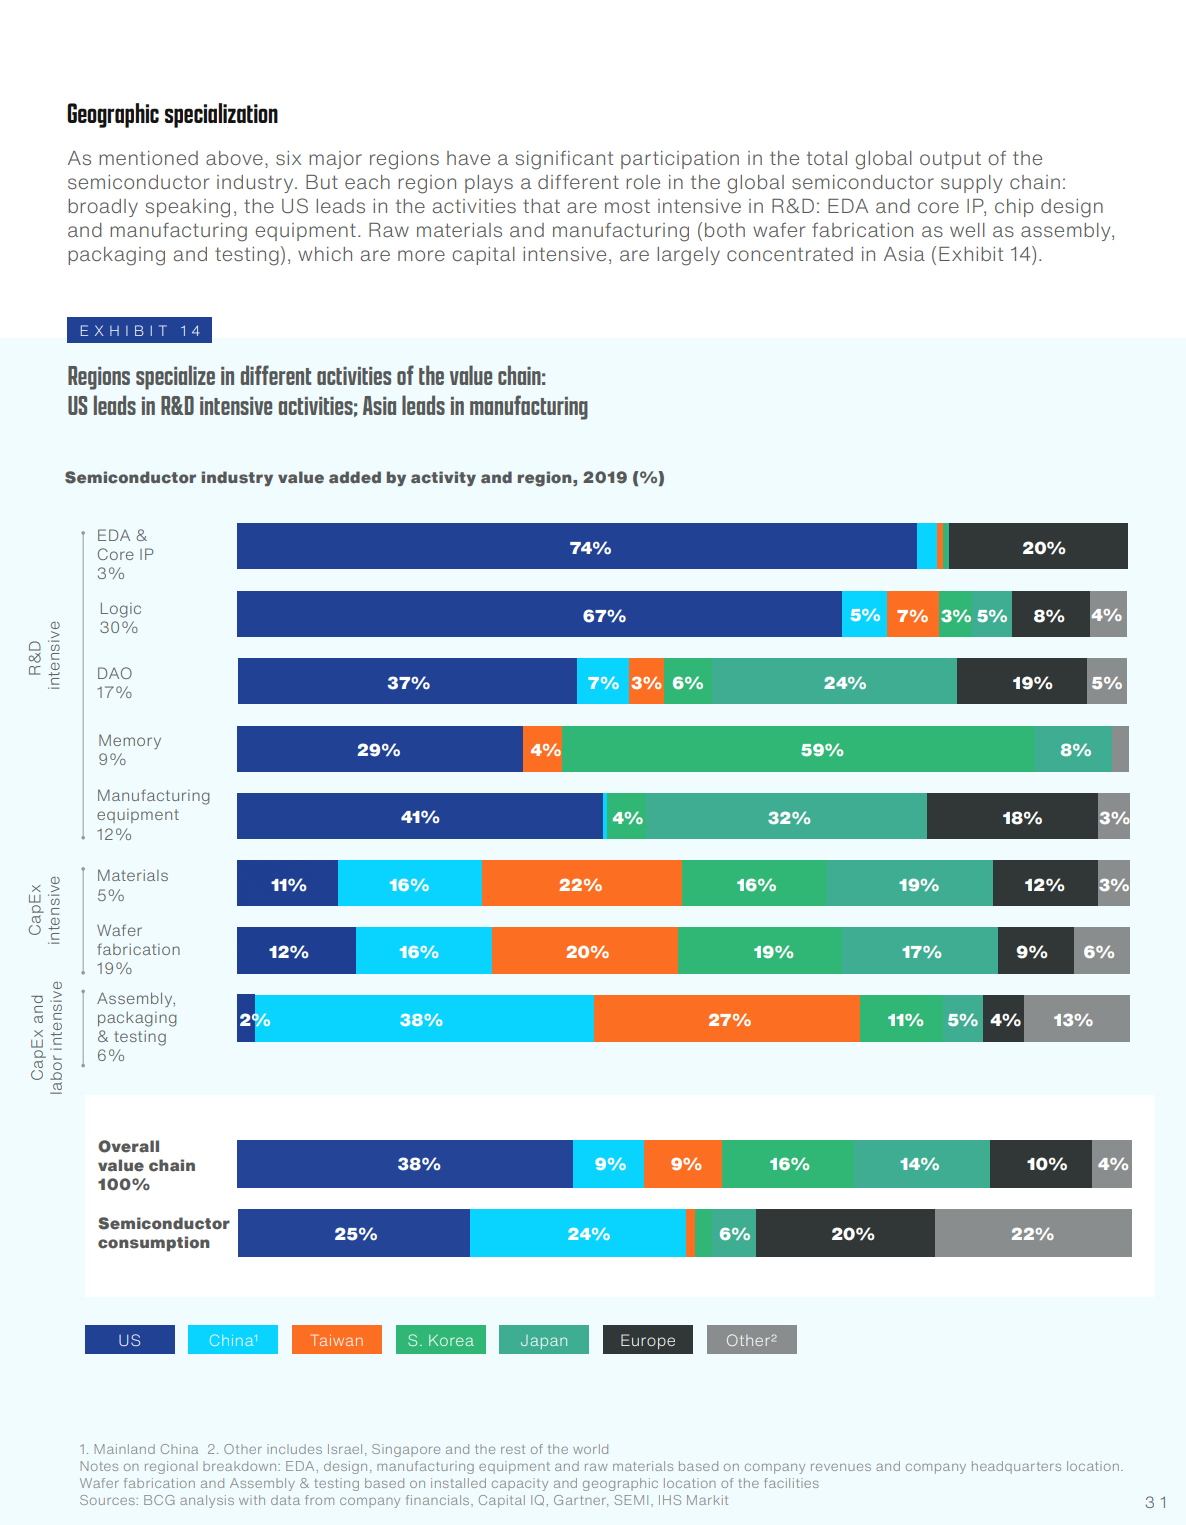 Geographic specialization
As mentioned above, six major regions have a significant participation in the total global output of the
semiconductor industry. But each region plays a different role in the global semiconductor supply chain:
broadly speaking, the US leads in the activities that are most intensive in R&D: EDA and core IP, chip design
and manufacturing equipment. Raw materials and manufacturing (both wafer fabrication as well as assembly,
packaging and testing), which are more capital intensive, are largely concentrated in Asia (Exhibit 14).
EXHIBIT 14
Regions specialize in different activities of the value chain:
US leads in R&D intensive activities; Asia leads in manufacturing
Semiconductor industry value added by activity and region, 2019 (%)
R&D
intensive
EDA &
Core IP
3%
74% 20%
Logic
30%
67% 5% 7% 3% 5% 8% 4%
DAO
17%
37% 7% 3% 6% 24% 19% 5%
Memory
9%
29% 4% 59% 8%
Manufacturing
equipment
12%
41% 4% 32% 18% 3%
CapEx
intensive
Materials
5%
11% 16% 22% 16% 19% 12% 3%
Wafer
fabrication
19%
12% 16% 20% 19% 17% 9% 6%
CapEx and
labor intensive
Assembly,
packaging
& testing
6%
2% 38% 27% 11% 5% 4% 13%
Overall
value chain
100%
38% 9% 9% 16% 14% 10% 4%
Semiconductor
consumption
25% 24% 6% 20% 22%
US China¹ Taiwan S. Korea Japan Europe Other²
1. Mainland China 2. Other includes Israel, Singapore and the rest of the world
Notes on regional breakdown: EDA, design, manufacturing equipment and raw materials based on company revenues and company headquarters location.
Wafer fabrication and Assembly & testing based on installed capacity and geographic location of the facilities
Sources: BCG analysis with data from company financials, Capital IQ, Gartner, SEMI, IHS Markit
31